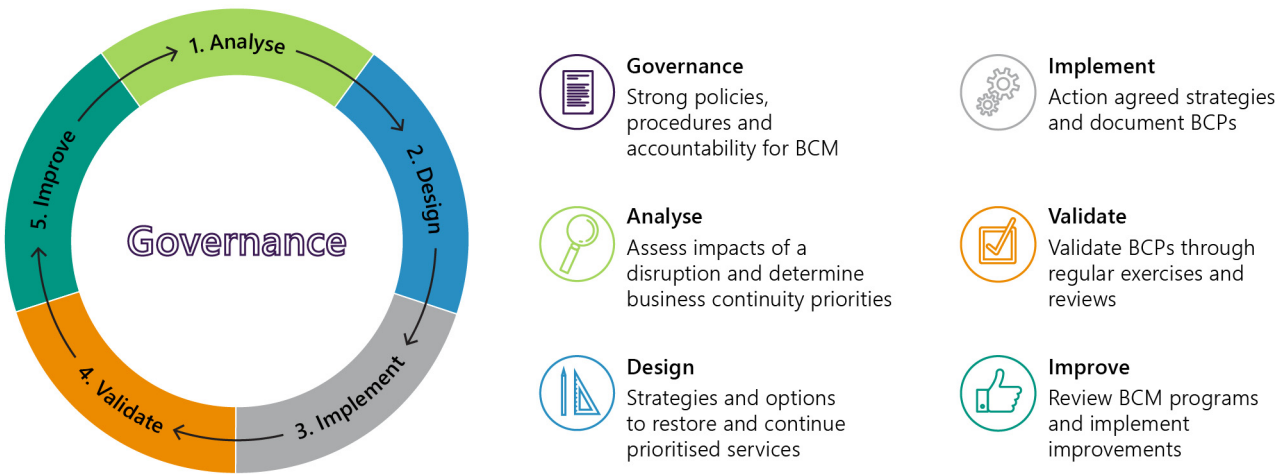 1. Analyse
2. Design
3. Implement
4. Validate
5. Improve
Governance
Governance
Strong policies,
procedures and
accountability for BCM
Analyse
Assess impacts of a
disruption and determine
business continuity priorities
Design
Strategies and options
to restore and continue
prioritised services
Implement
Action agreed strategies
and document BCPs
Validate
Validate BCPs through
regular exercises and
reviews
Improve
Review BCM programs
and implement
improvements